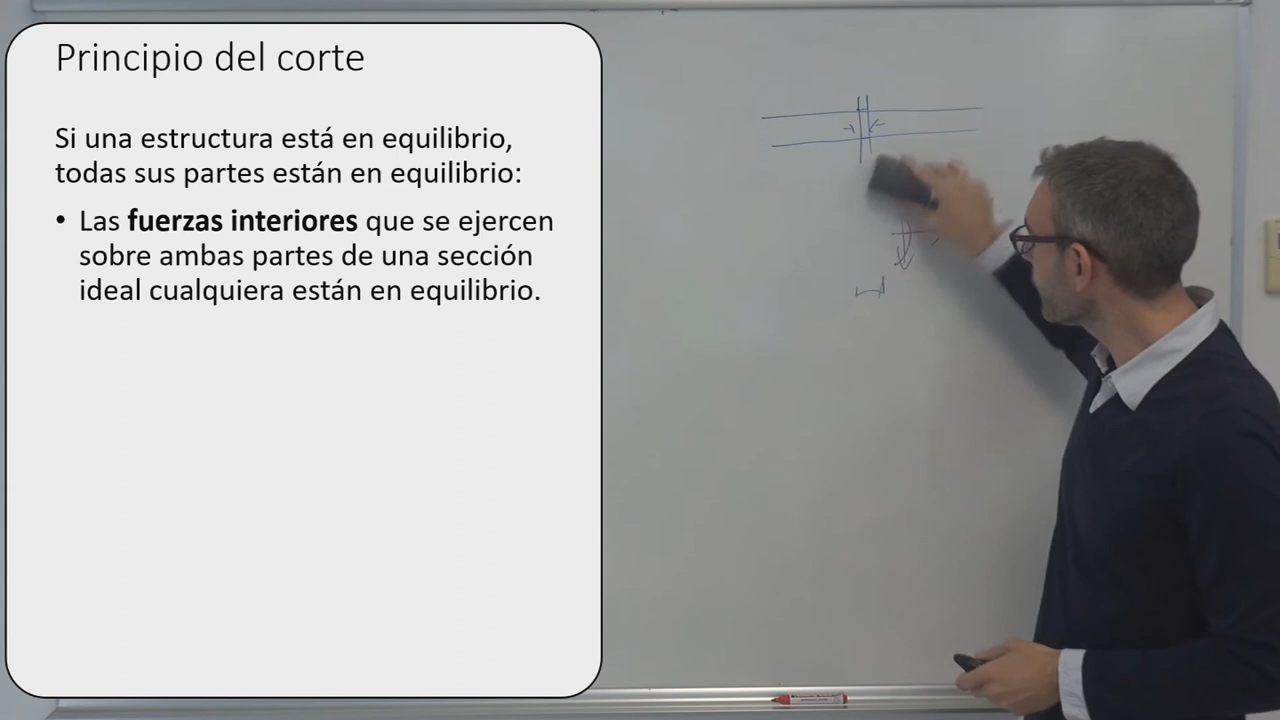 Principio del corte
Si una estructura está en equilibrio,
todas sus partes están en equilibrio:
• Las fuerzas interiores que se ejercen
sobre ambas partes de una sección
ideal cualquiera están en equilibrio.